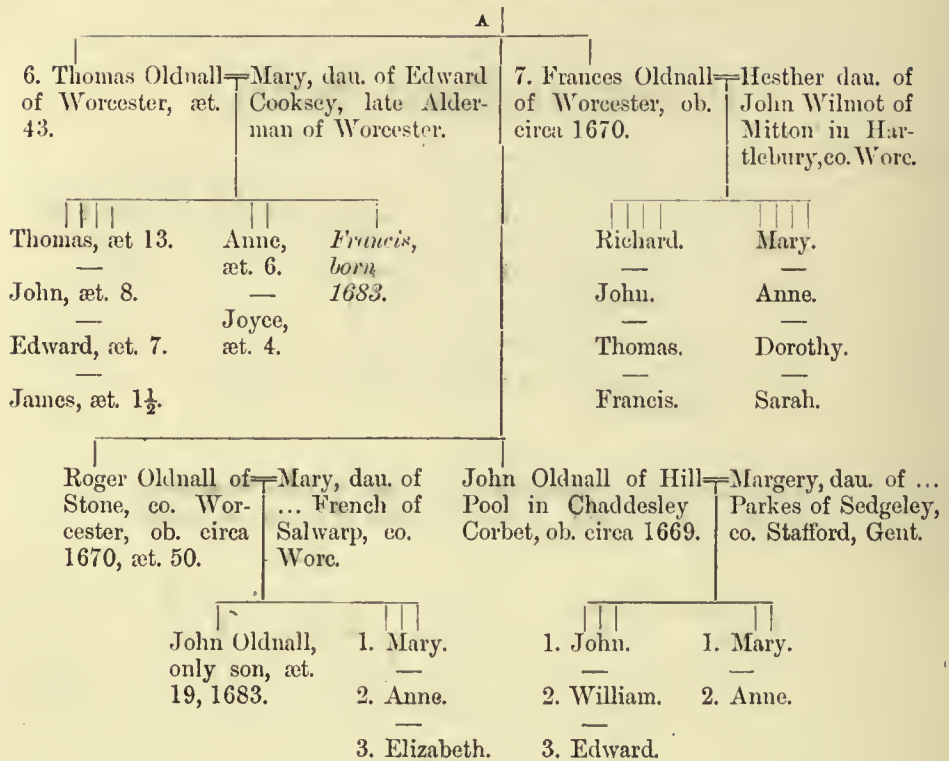 A
6. Thomas Oldnall
of Worcester, æt.
43.
Mary, dau. of Edward
Cooksey, late Alder-
man of Worcester.
7. Frances Oldnall
of Worcester, ob.
circa 1670.
Hesther dau. of
John Wilmot of
Mitton in Har-
tlebury, co. Worc.
Thomas, æt 13.
—
John, æt. 8.
—
Edward, æt. 7.
—
James, æt. 1½.
Anne,
æt. 6.
—
Joyce,
æt. 4.
Francis,
born
1683.
Richard.
—
John.
—
Thomas.
—
Francis.
Mary.
—
Anne.
—
Dorothy.
—
Sarah.
Roger Oldnall of
Stone, co. Wor-
cester, ob. circa
1670, æt. 50.
Mary, dau. of
... French of
Salwarp, co.
Worc.
John Oldnall of Hill
Pool in Chaddesley
Corbet, ob. circa 1669.
Margery, dau. of ...
Parkes of Sedgeley,
co. Stafford, Gent.
John Oldnall,
only son, æt.
19, 1683.
1. Mary.
—
2. Anne.
—
3. Elizabeth.
1. John.
—
2. William.
—
3. Edward.
1. Mary.
—
2. Anne.